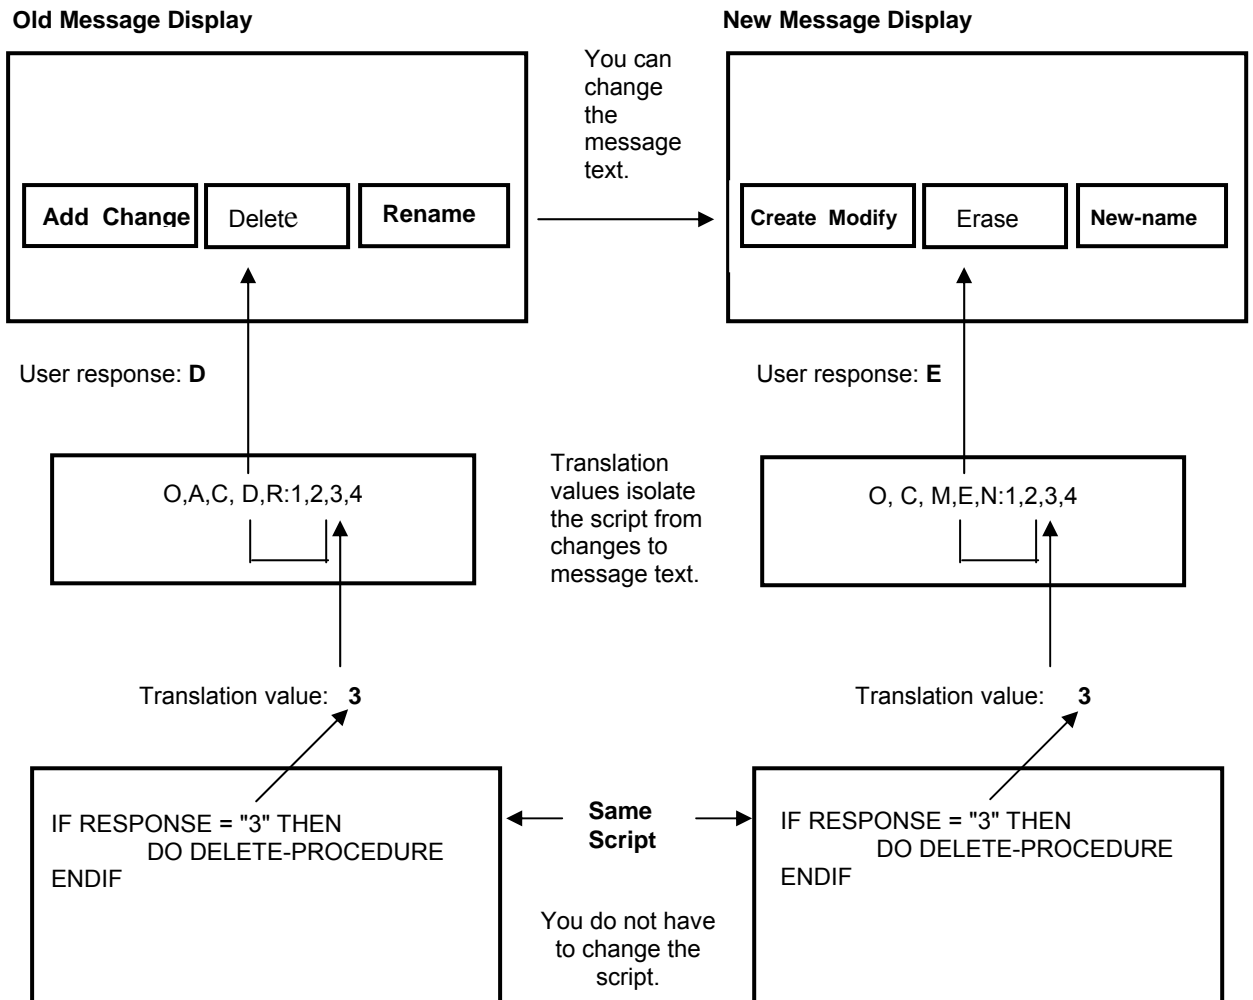 Old Message Display
New Message Display
You can
change
the
message
text.
Add Change
Delete
Rename
Create Modify
Erase
New-name
User response: D
User response: E
O,A,C, D,R:1,2,3,4
Translation
values isolate
the script from
changes to
message text.
O, C, M,E,N:1,2,3,4
Translation value: 3
Translation value: 3
IF RESPONSE = "3" THEN
DO DELETE-PROCEDURE
ENDIF
Same
Script
You do not have
to change the
script.
IF RESPONSE = "3" THEN
DO DELETE-PROCEDURE
ENDIF